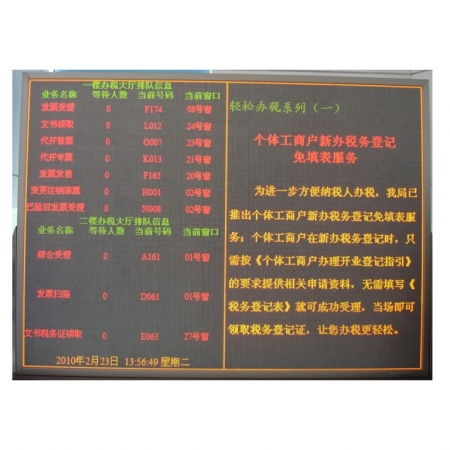 一楼办税大厅排队信息
业务名称 等待人数 当前号码 当前窗口
发票受理 0 F174 08号窗
文书领取 0 L012 24号窗
代开普票 0 G007 23号窗
代开专票 0 K013 21号窗
发票发售 0 F165 20号窗
变更注销清票 0 H001 02号窗
已贴旧发票受理 0 N008 02号窗
二楼办税大厅排队信息
业务名称 等待人数 当前号码 当前窗口
综合受理 0 A161 01号窗
发票扫描 0 D061 01号窗
文书税务证领取 0 E063 27号窗
2010年2月23日 13:56:49 星期二
轻松办税系列（一）
个体工商户新办税务登记
免填表服务
为进一步方便纳税人办税，我局已
推出个体工商户新办税务登记免填表服
务；个体工商户在新办税务登记时，只
需按《个体工商户办理开业登记指引》
的要求提供相关申请资料，无需填写《
税务登记表》就可成功受理，当场即可
领取税务登记证，让您办税更轻松。